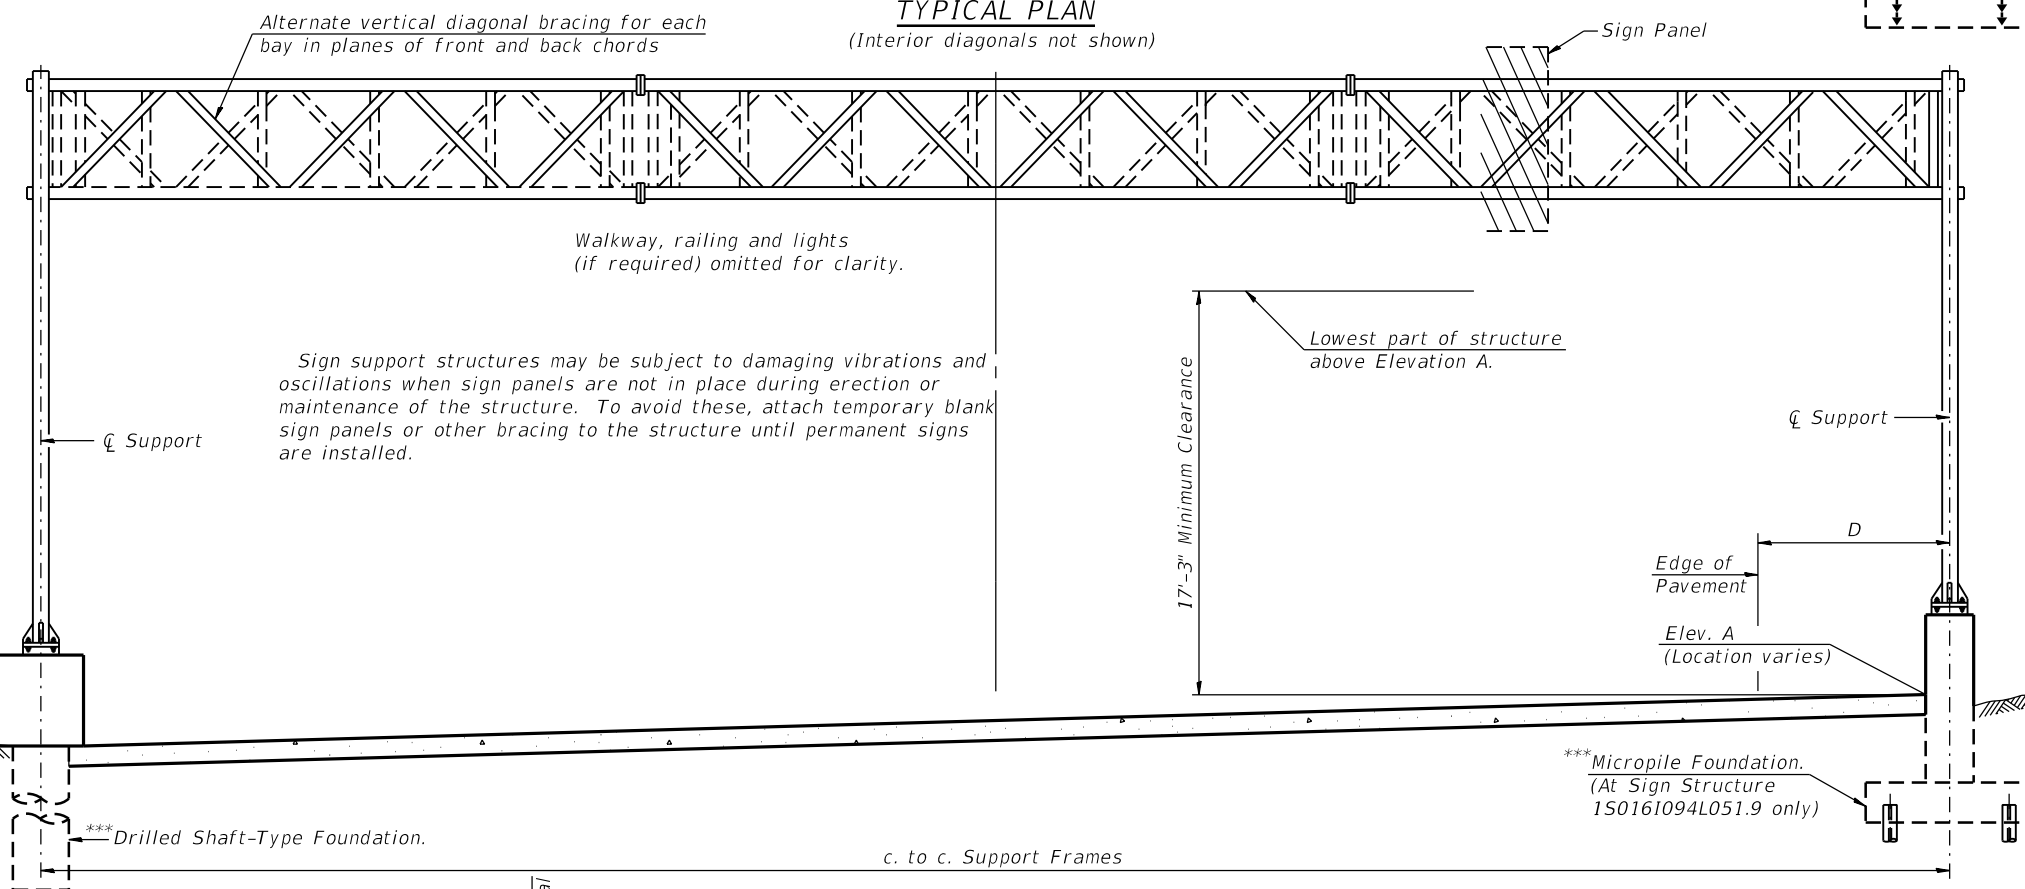 TYPICAL PLAN
(Interior diagonals not shown)
Alternate vertical diagonal bracing for each
bay in planes of front and back chords
Sign Panel
Walkway, railing and lights
(if required) omitted for clarity.
Lowest part of structure
above Elevation A.
Sign support structures may be subject to damaging vibrations and
oscillations when sign panels are not in place during erection or
maintenance of the structure. To avoid these, attach temporary blank
sign panels or other bracing to the structure until permanent signs
are installed.
17'-3" Minimum Clearance
℄ Support
℄ Support
D
Edge of
Pavement
Elev. A
(Location varies)
***Micropile Foundation.
(At Sign Structure
1S016I094L051.9 only)
***Drilled Shaft-Type Foundation.
c. to c. Support Frames